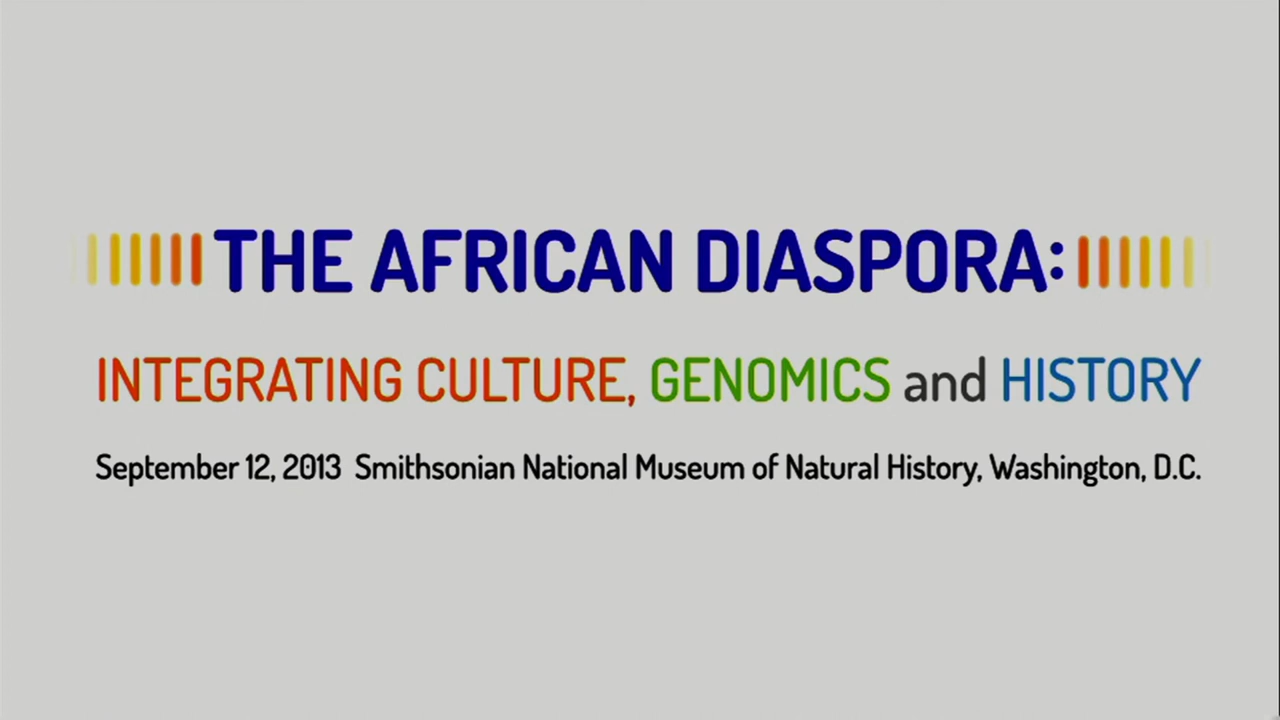 THE AFRICAN DIASPORA:
INTEGRATING CULTURE, GENOMICS and HISTORY
September 12, 2013 Smithsonian National Museum of Natural History, Washington, D.C.